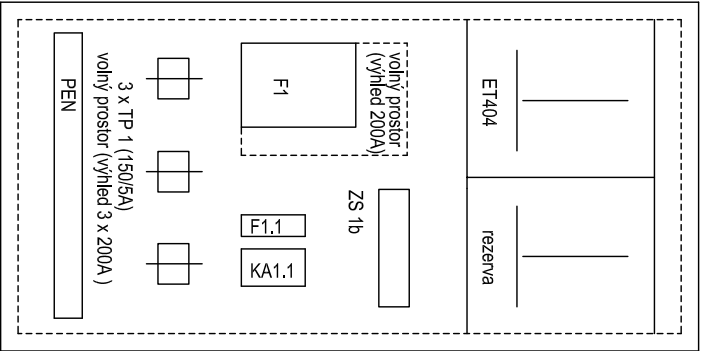 PEN
3 x TP 1 (150/5A)
volný prostor (výhled 3 x 200A )
F1
volný prostor
(výhled 200A)
F1.1
KA1.1
ZS 1b
ET404
rezerva